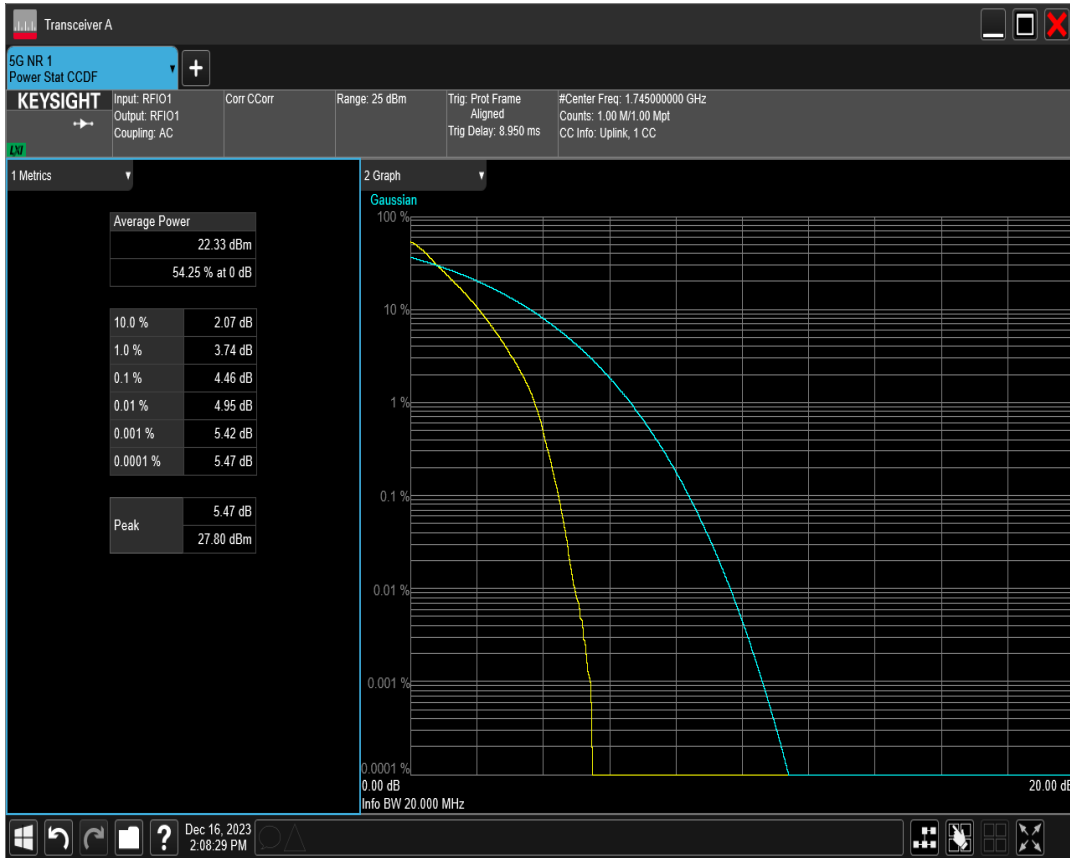 Transceiver A
5G NR 1
Power Stat CCDF
+
KEYSIGHT
LXI
Input: RFIO1
Output: RFIO1
Coupling: AC
Corr CCorr
Range: 25 dBm
Trig: Prot Frame
Aligned
Trig Delay: 8.950 ms
#Center Freq: 1.745000000 GHz
Counts: 1.00 M/1.00 Mpt
CC Info: Uplink, 1 CC
1 Metrics
Average Power
22.33 dBm
54.25 % at 0 dB
10.0 % 2.07 dB
1.0 % 3.74 dB
0.1 % 4.46 dB
0.01 % 4.95 dB
0.001 % 5.42 dB
0.0001 % 5.47 dB
Peak
5.47 dB
27.80 dBm
2 Graph
Gaussian
100 %
10 %
1 %
0.1 %
0.01 %
0.001 %
0.0001 %
0.00 dB 20.00 dB
Info BW 20.000 MHz
?
Dec 16, 2023
2:08:29 PM